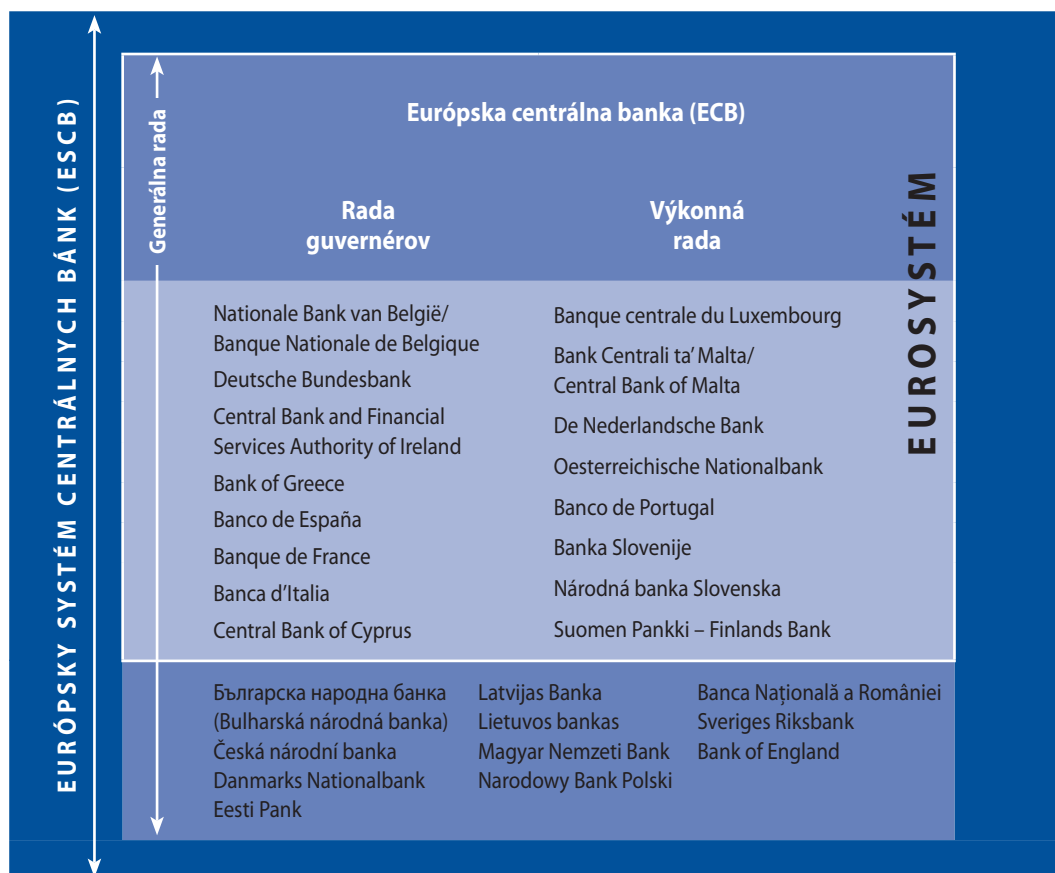 EURÓPSKY SYSTÉM CENTRÁLNYCH BÁNK (ESCB)
Generálna rada
Európska centrálna banka (ECB)
Rada
guvernérov
Výkonná
rada
EUROSYSTÉM
Nationale Bank van België/
Banque Nationale de Belgique
Deutsche Bundesbank
Central Bank and Financial
Services Authority of Ireland
Bank of Greece
Banco de España
Banque de France
Banca d’Italia
Central Bank of Cyprus
Banque centrale du Luxembourg
Bank Centrali ta’ Malta/
Central Bank of Malta
De Nederlandsche Bank
Oesterreichische Nationalbank
Banco de Portugal
Banka Slovenije
Národná banka Slovenska
Suomen Pankki – Finlands Bank
Българска народна банка
(Bulharská národná banka)
Česká národní banka
Danmarks Nationalbank
Eesti Pank
Latvijas Banka
Lietuvos bankas
Magyar Nemzeti Bank
Narodowy Bank Polski
Banca Națională a României
Sveriges Riksbank
Bank of England